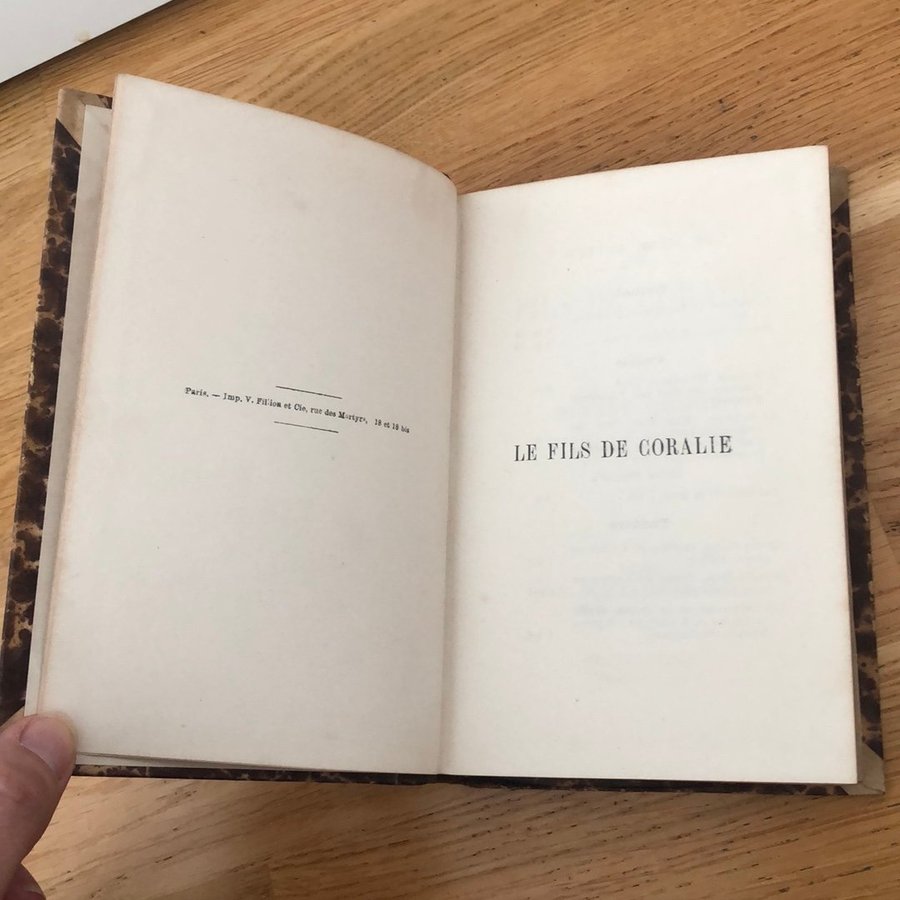 Paris. — Imp. V. Fillion et Cie, rue des Martyrs, 18 et 18 bis
LE FILS DE CORALIE